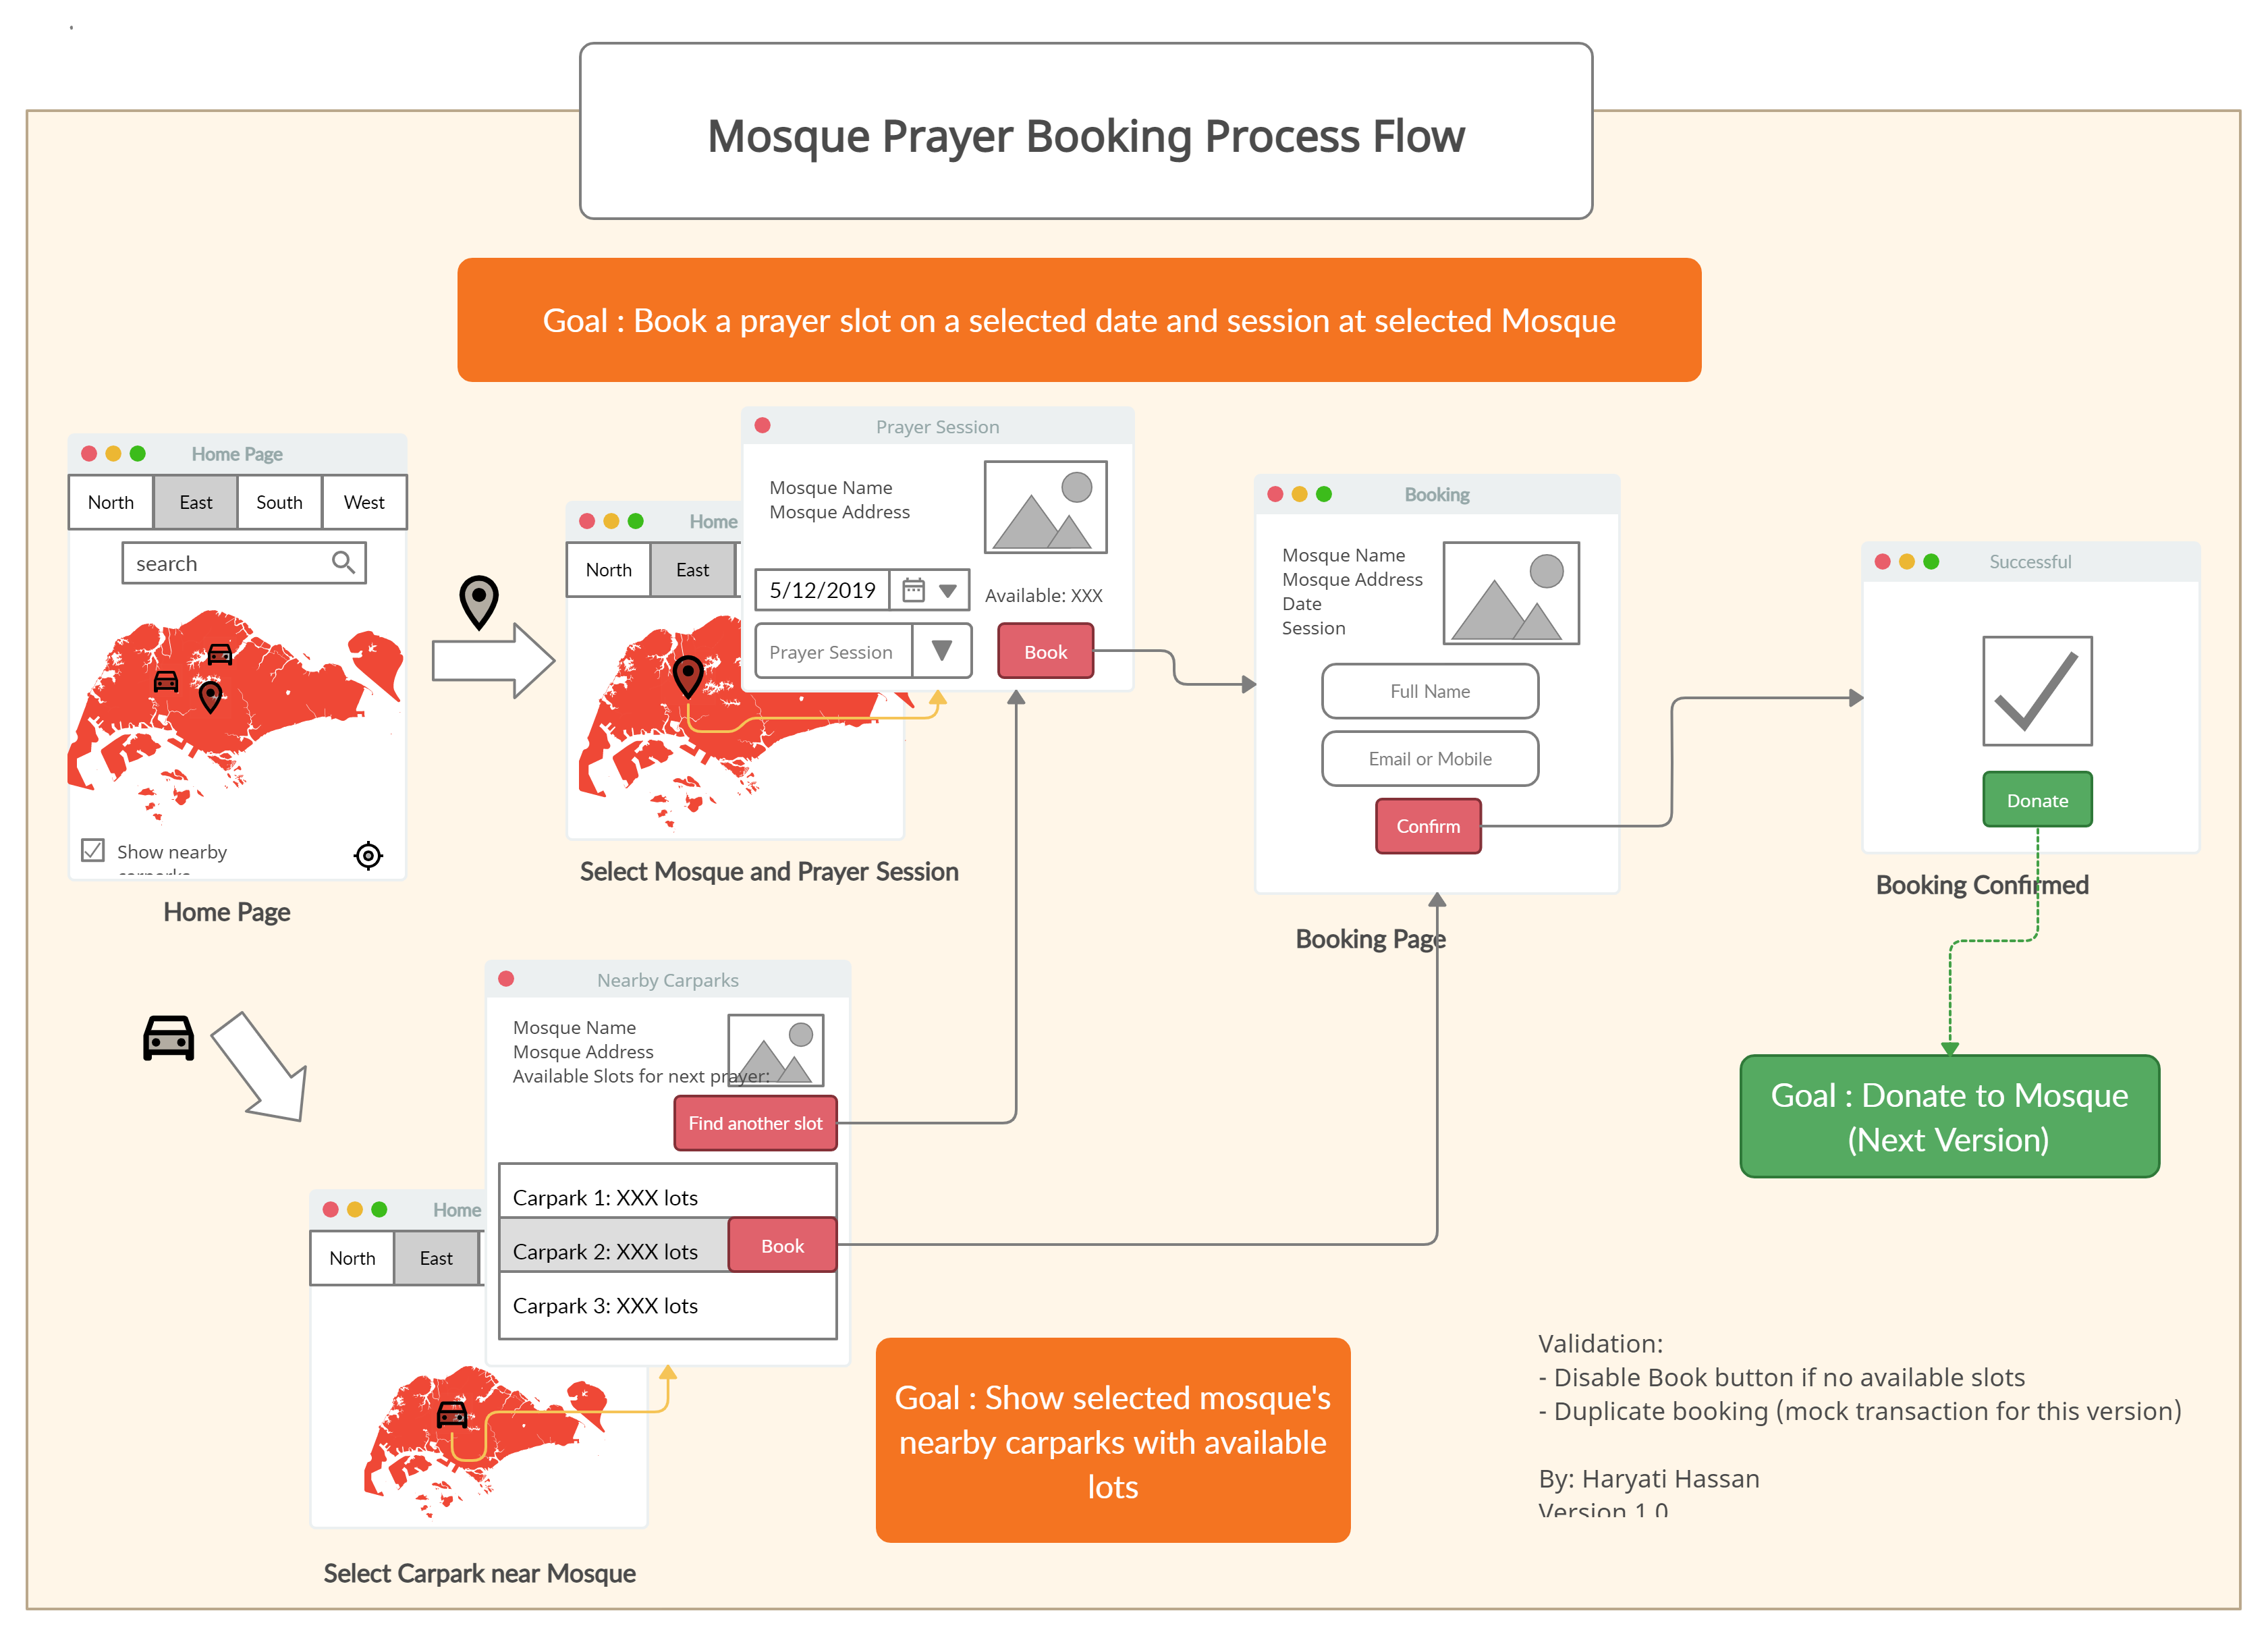 Mosque Prayer Booking Process Flow
Goal : Book a prayer slot on a selected date and session at selected Mosque
Home Page
North East South West
search
Show nearby
carparks
Home Page
Home
North East
Prayer Session
Mosque Name
Mosque Address
5/12/2019
Available: XXX
Prayer Session
Book
Select Mosque and Prayer Session
Booking
Mosque Name
Mosque Address
Date
Session
Full Name
Email or Mobile
Confirm
Booking Page
Successful
Donate
Booking Confirmed
Goal : Donate to Mosque
(Next Version)
Nearby Carparks
Mosque Name
Mosque Address
Available Slots for next prayer:
Find another slot
Carpark 1: XXX lots
Carpark 2: XXX lots
Book
Carpark 3: XXX lots
Home
North East
Select Carpark near Mosque
Goal : Show selected mosque's
nearby carparks with available
lots
Validation:
- Disable Book button if no available slots
- Duplicate booking (mock transaction for this version)
By: Haryati Hassan
Version 1.0